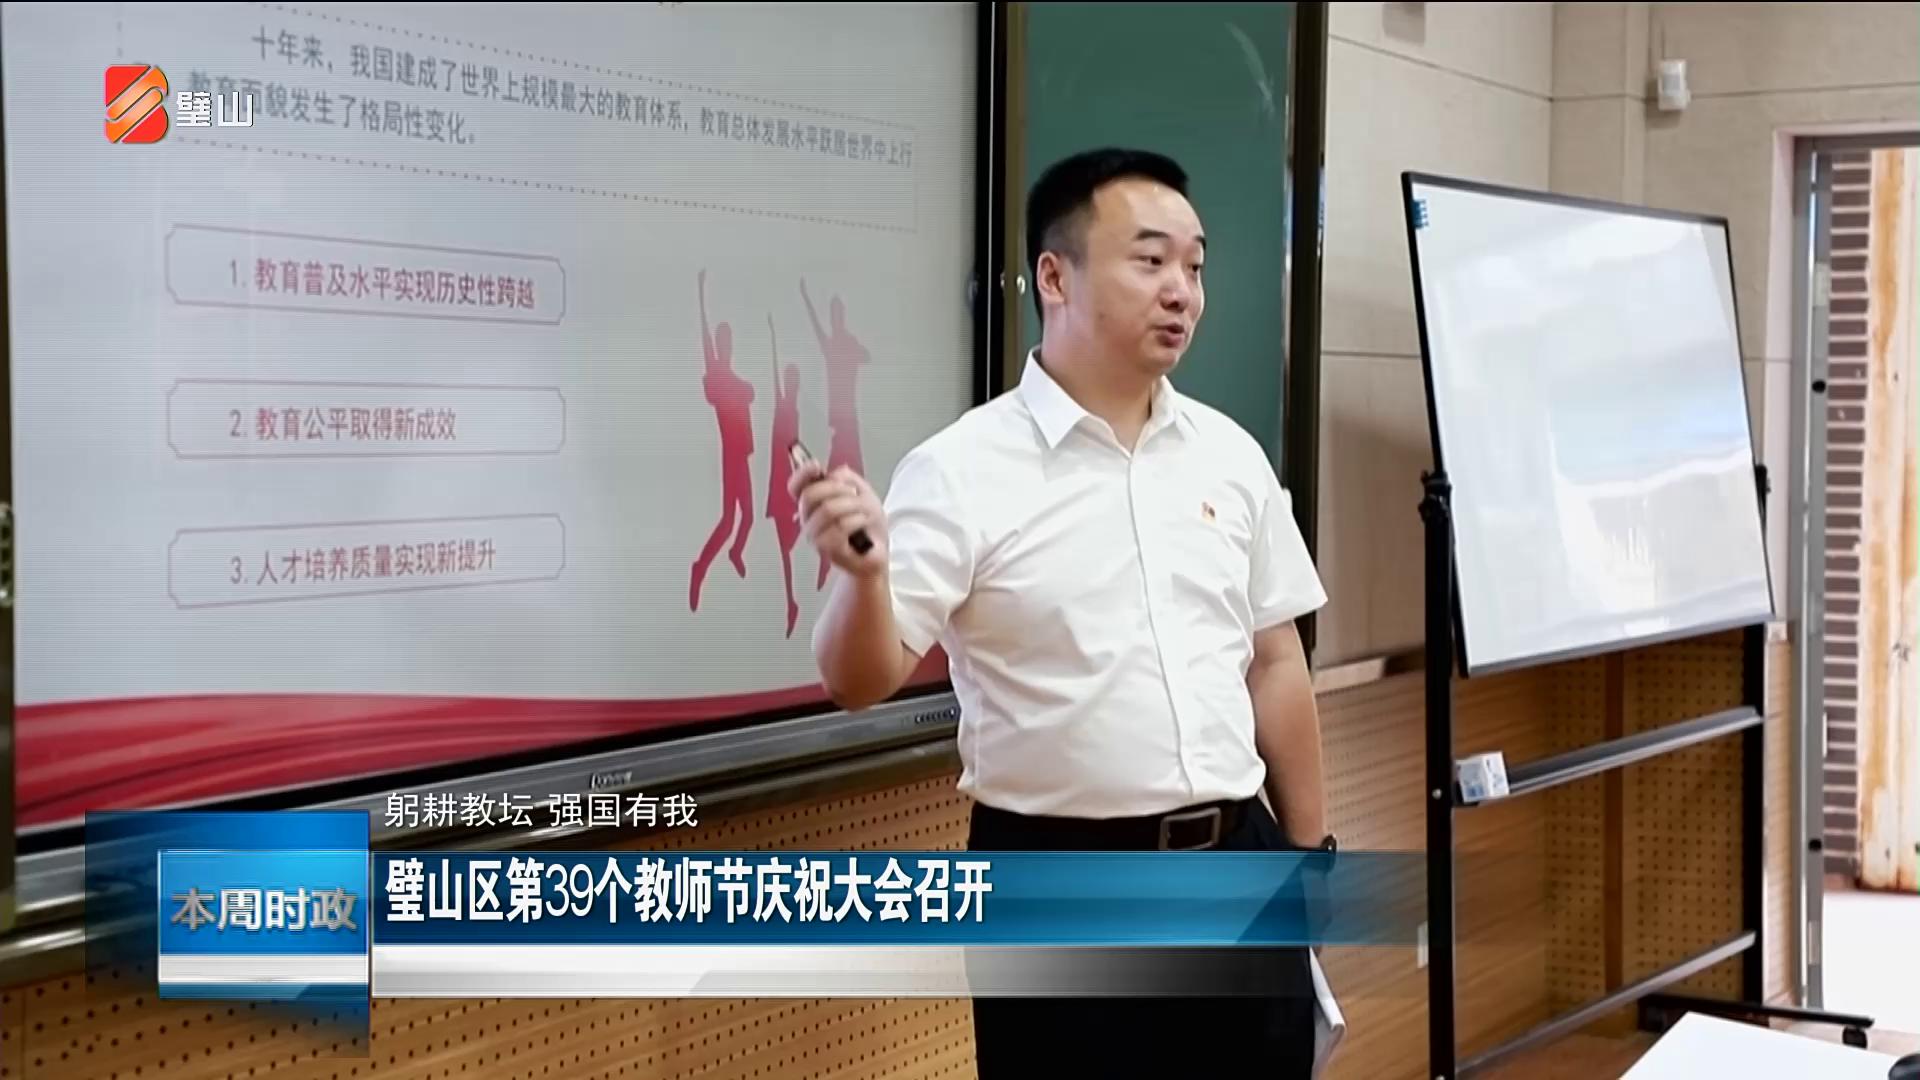 十年来，我国建成了世界上规模最大的教育体系，教育总体发展水平跃居世界中上行
教育面貌发生了格局性变化。
璧山
1. 教育普及水平实现历史性跨越
2. 教育公平取得新成效
3. 人才培养质量实现新提升
躬耕教坛 强国有我
本周时政
璧山区第39个教师节庆祝大会召开